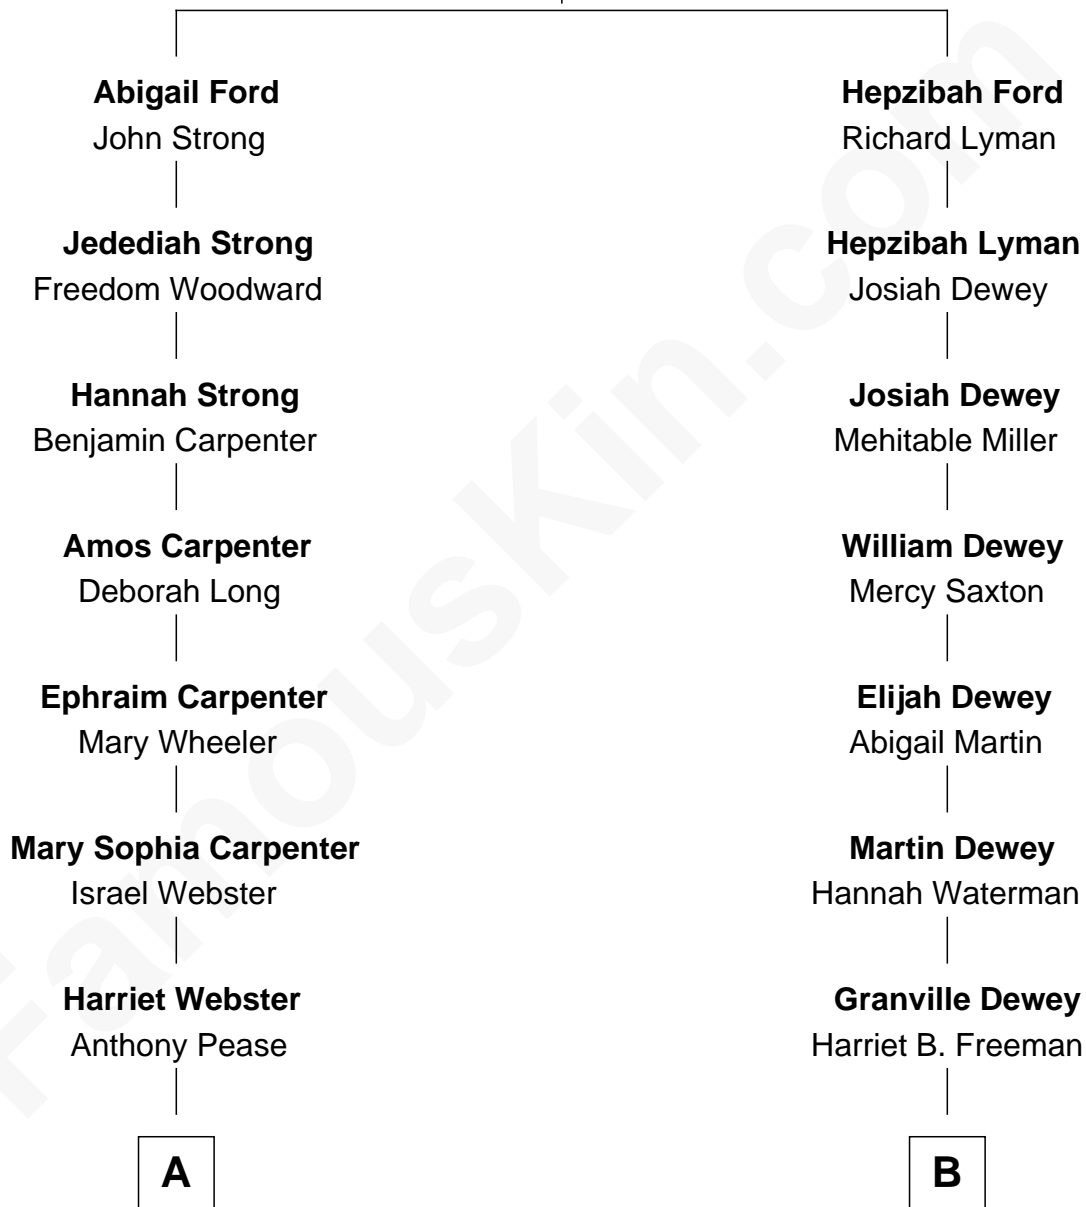 Abigail Ford
John Strong
Jedediah Strong
Freedom Woodward
Hannah Strong
Benjamin Carpenter
Amos Carpenter
Deborah Long
Ephraim Carpenter
Mary Wheeler
Mary Sophia Carpenter
Israel Webster
Harriet Webster
Anthony Pease
A
Hepzibah Ford
Richard Lyman
Hepzibah Lyman
Josiah Dewey
Josiah Dewey
Mehitable Miller
William Dewey
Mercy Saxton
Elijah Dewey
Abigail Martin
Martin Dewey
Hannah Waterman
Granville Dewey
Harriet B. Freeman
B
FamousKin.com